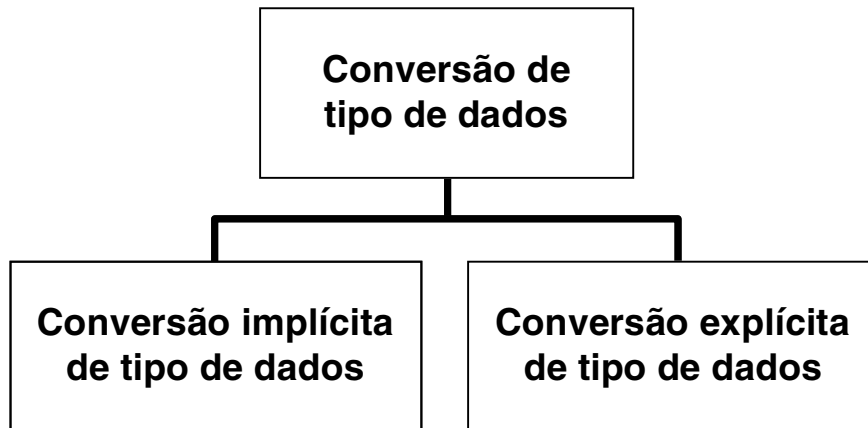 Conversão de
tipo de dados
Conversão implícita
de tipo de dados
Conversão explícita
de tipo de dados